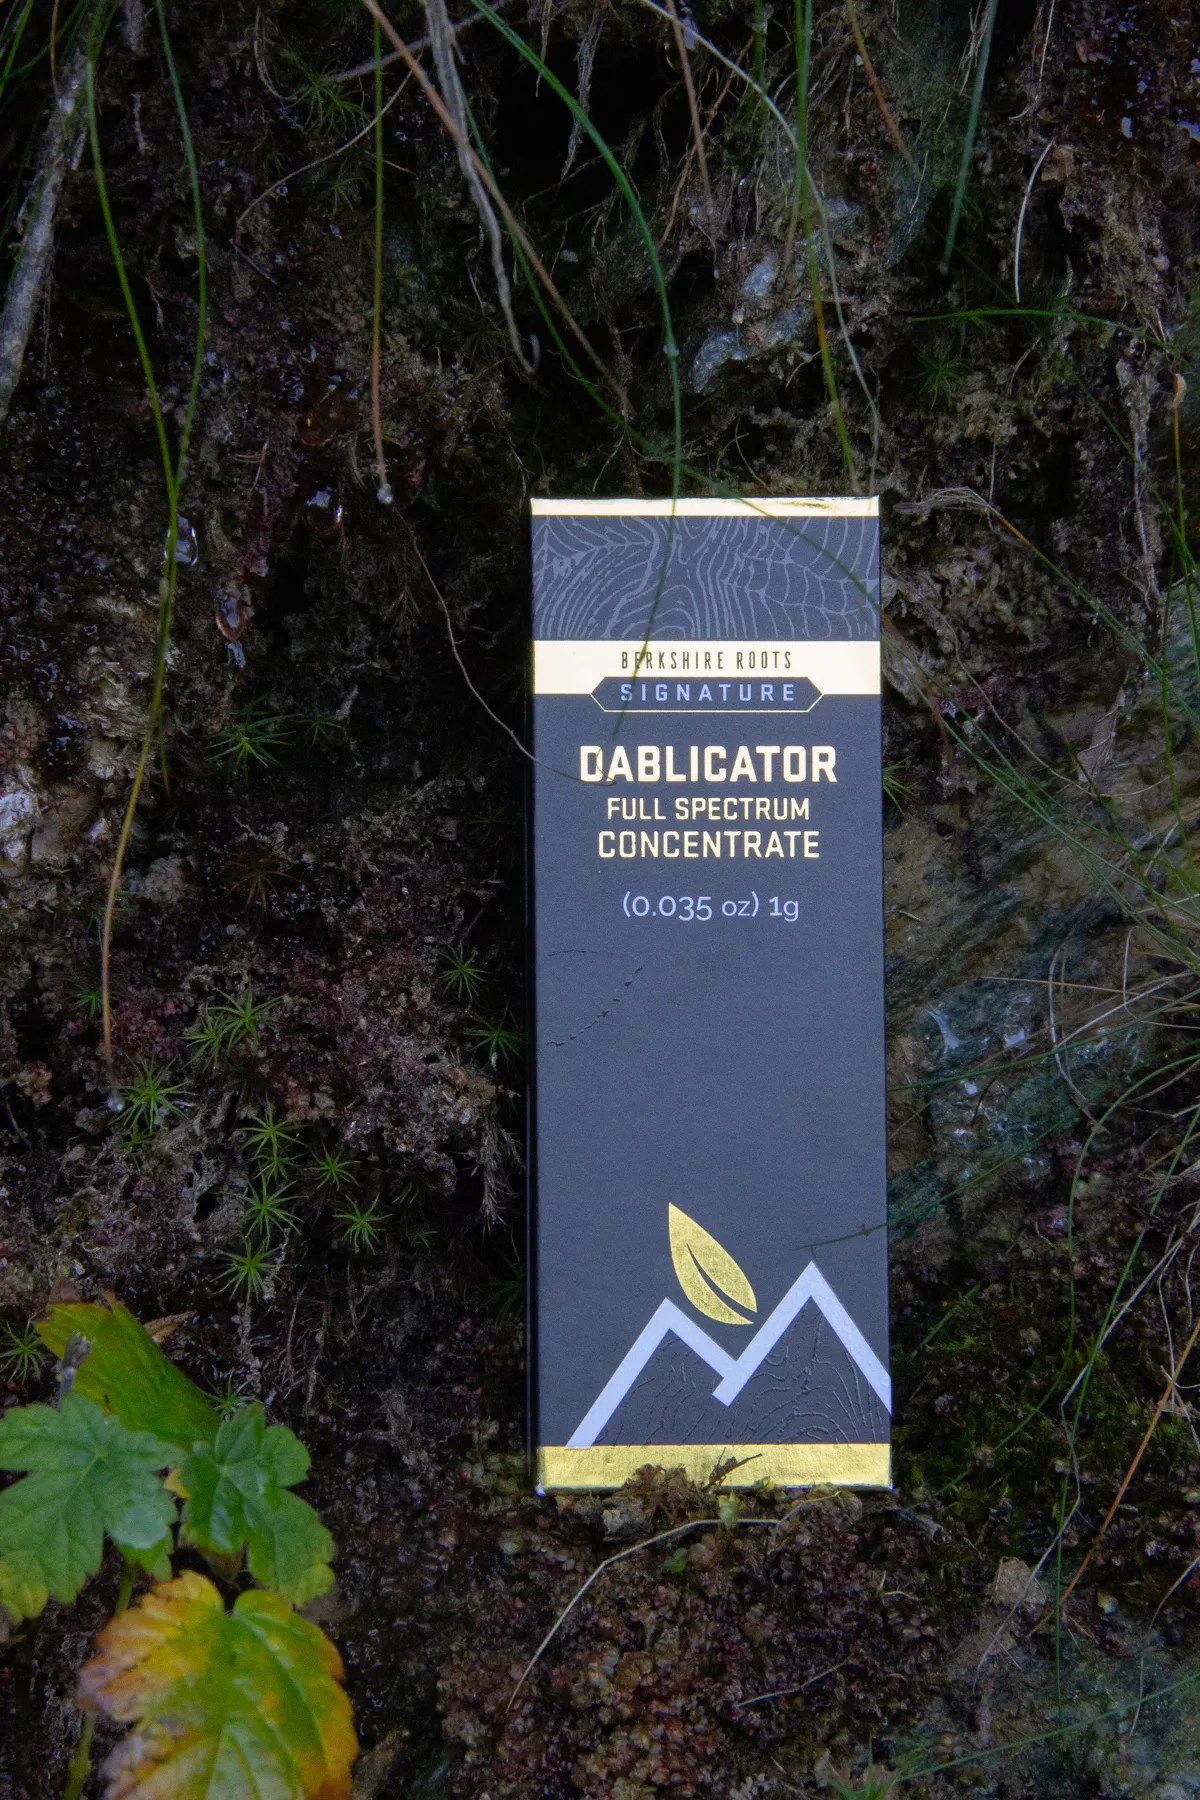 BERKSHIRE ROOTS
SIGNATURE
DABLICATOR
FULL SPECTRUM
CONCENTRATE
(0.035 oz) 1g